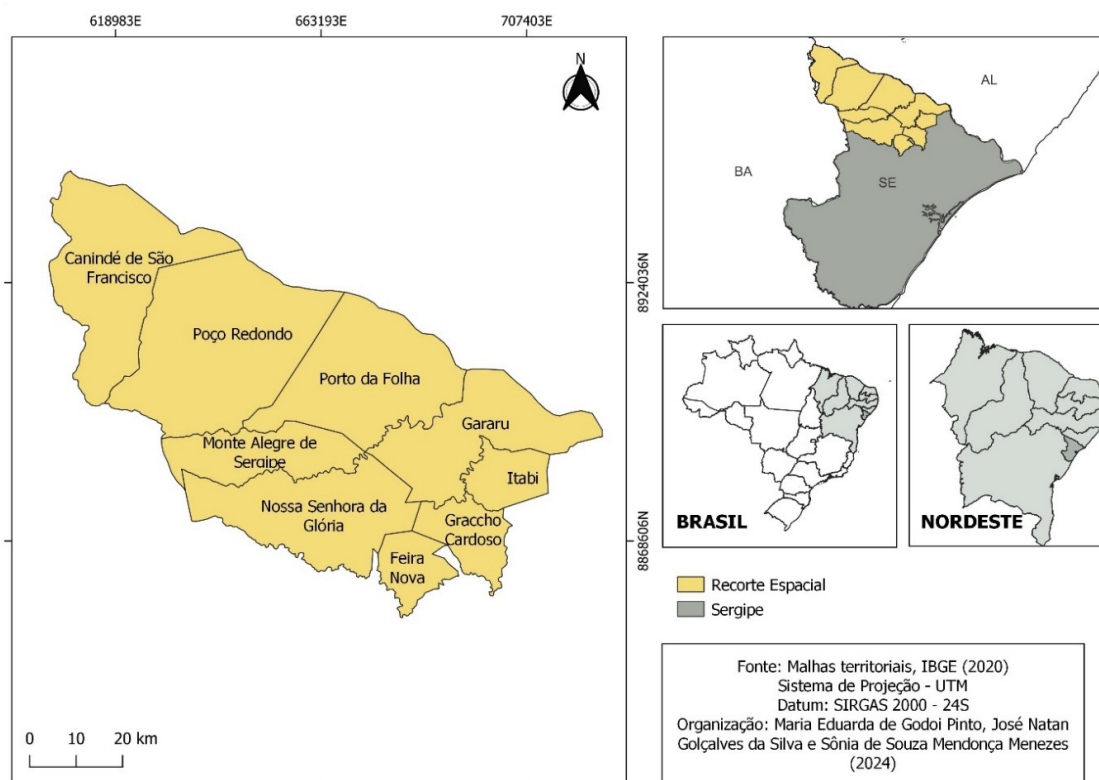 618983E
663193E
707403E
N
8924036N
8868606N
Canindé de São
Francisco
Poço Redondo
Porto da Folha
Gararu
Monte Alegre de
Sergipe
Itabi
Nossa Senhora da
Glória
Graccho
Cardoso
Feira
Nova
0 10 20 km
AL
BA
SE
BRASIL
NORDESTE
Recorte Espacial
Sergipe
Fonte: Malhas territoriais, IBGE (2020)
Sistema de Projeção - UTM
Datum: SIRGAS 2000 - 24S
Organização: Maria Eduarda de Godoi Pinto, José Natan
Golçalves da Silva e Sônia de Souza Mendonça Menezes
(2024)